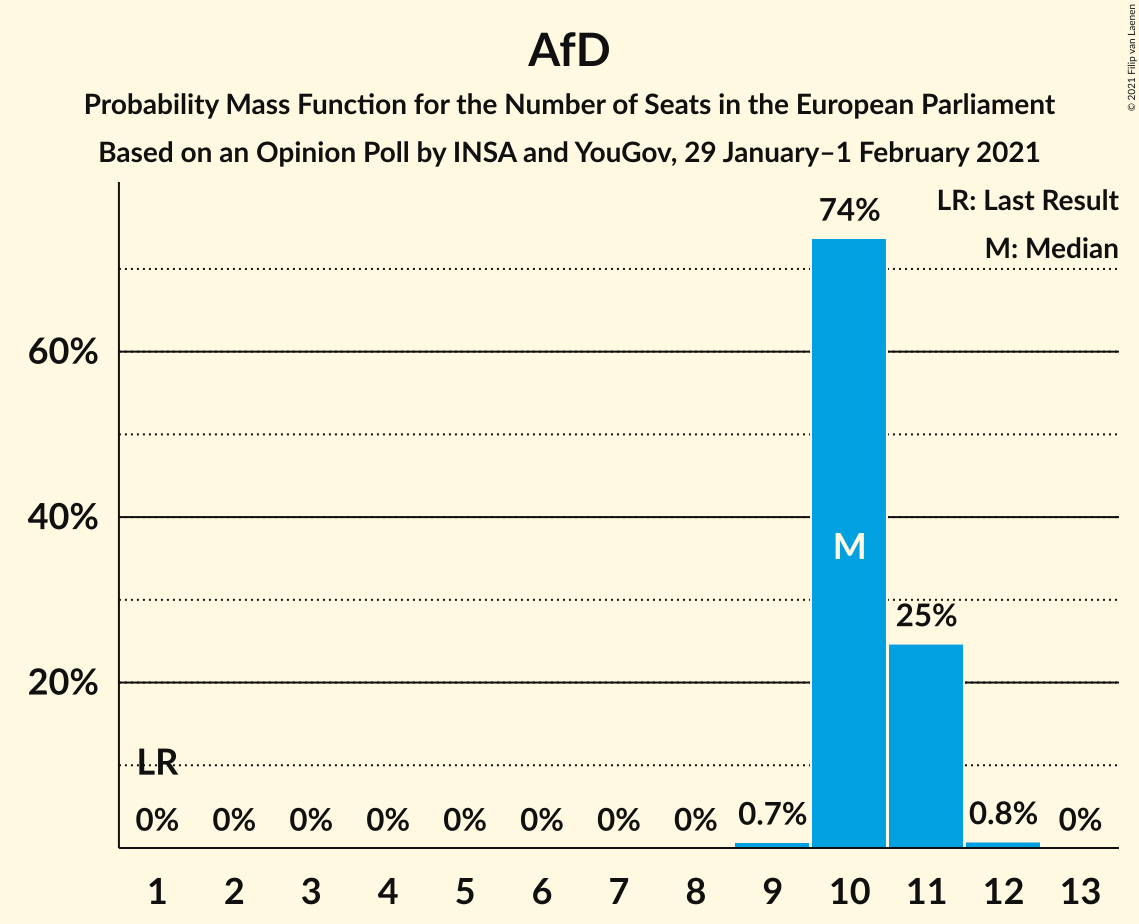 AfD
Probability Mass Function for the Number of Seats in the European Parliament
Based on an Opinion Poll by INSA and YouGov, 29 January–1 February 2021
© 2021 Filip van Laenen
LR: Last Result
M: Median
74%
60%
40%
M
25%
20%
LR
0% 0% 0% 0% 0% 0% 0% 0% 0.7% 0.8% 0%
1 2 3 4 5 6 7 8 9 10 11 12 13